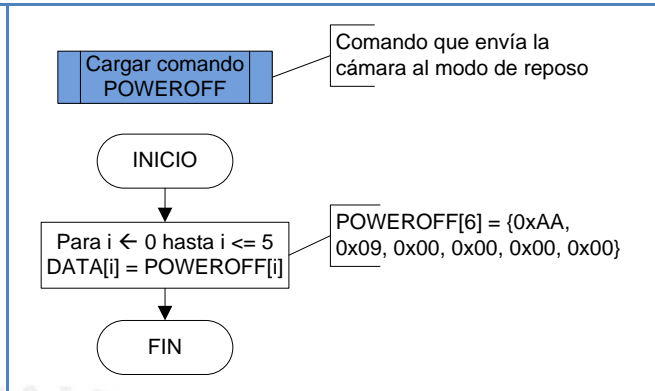 Cargar comando
POWEROFF
Comando que envía la
cámara al modo de reposo
INICIO
Para i ← 0 hasta i <= 5
DATA[i] = POWEROFF[i]
POWEROFF[6] = {0xAA,
0x09, 0x00, 0x00, 0x00, 0x00}
FIN